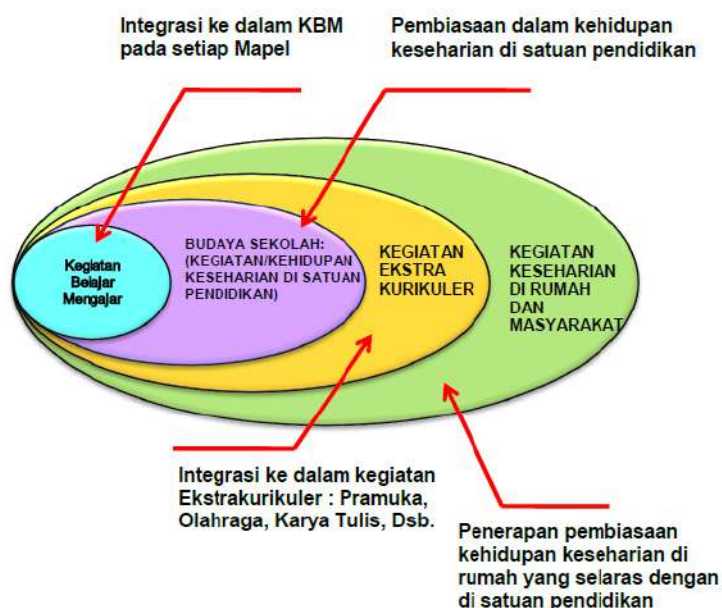 Integrasi ke dalam KBM
pada setiap Mapel
Pembiasaan dalam kehidupan
keseharian di satuan pendidikan
Kegiatan
Belajar
Mengajar
BUDAYA SEKOLAH:
(KEGIATAN/KEHIDUPAN
KESEHARIAN DI SATUAN
PENDIDIKAN)
KEGIATAN
EKSTRA
KURIKULER
KEGIATAN
KESEHARIAN
DI RUMAH
DAN
MASYARAKAT
Integrasi ke dalam kegiatan
Ekstrakurikuler : Pramuka,
Olahraga, Karya Tulis, Dsb.
Penerapan pembiasaan
kehidupan keseharian di
rumah yang selaras dengan
di satuan pendidikan